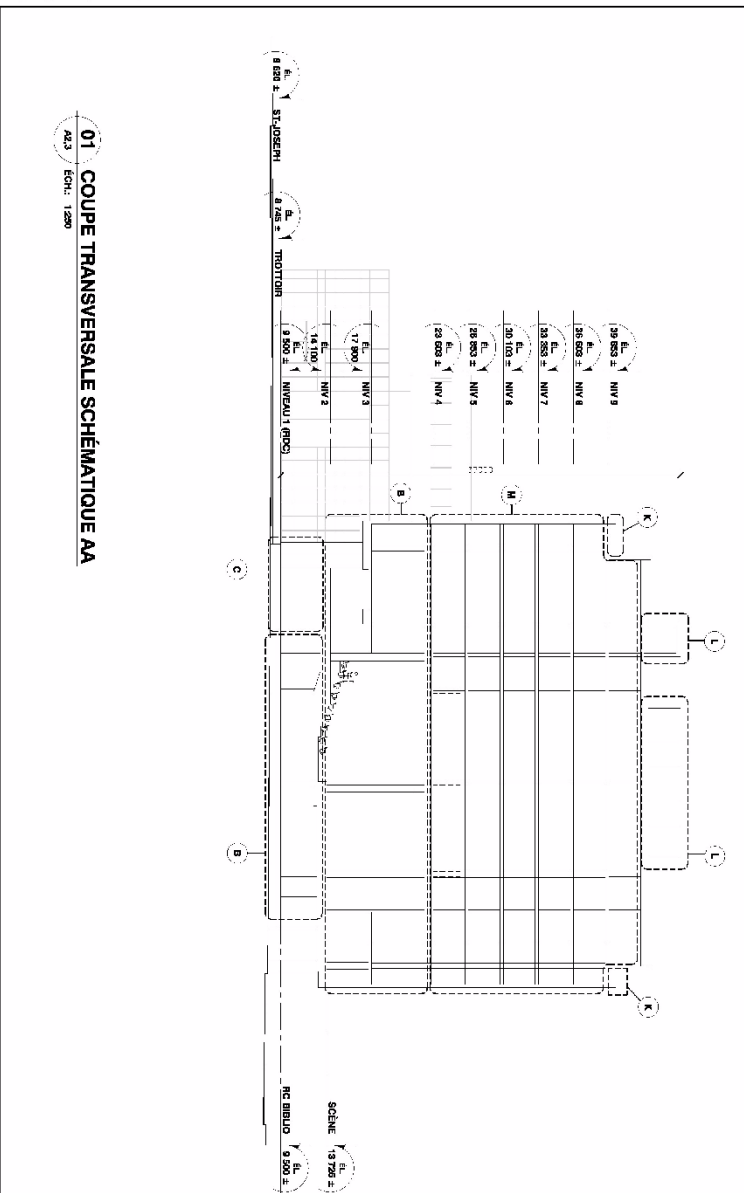 L
L
K
K
ÉL.
39 853 ±
NIV 9
ÉL.
36 603 ±
NIV 8
ÉL.
33 353 ±
NIV 7
ÉL.
30 103 ±
NIV 6
M
ÉL.
26 853 ±
NIV 5
ÉL.
23 603 ±
NIV 4
B
ÉL.
17 900
NIV 3
SCÈNE
ÉL.
13 725 ±
ÉL.
14 100
NIV 2
ÉL.
8 620 ±
ST-JOSEPH
ÉL.
8 745 ±
TROTTOIR
ÉL.
9 500 ±
NIVEAU 1 (RDC)
RC BIBLIO
ÉL.
9 500 ±
C
B
01 COUPE TRANSVERSALE SCHÉMATIQUE AA
A2,3 ÉCH.: 1:250